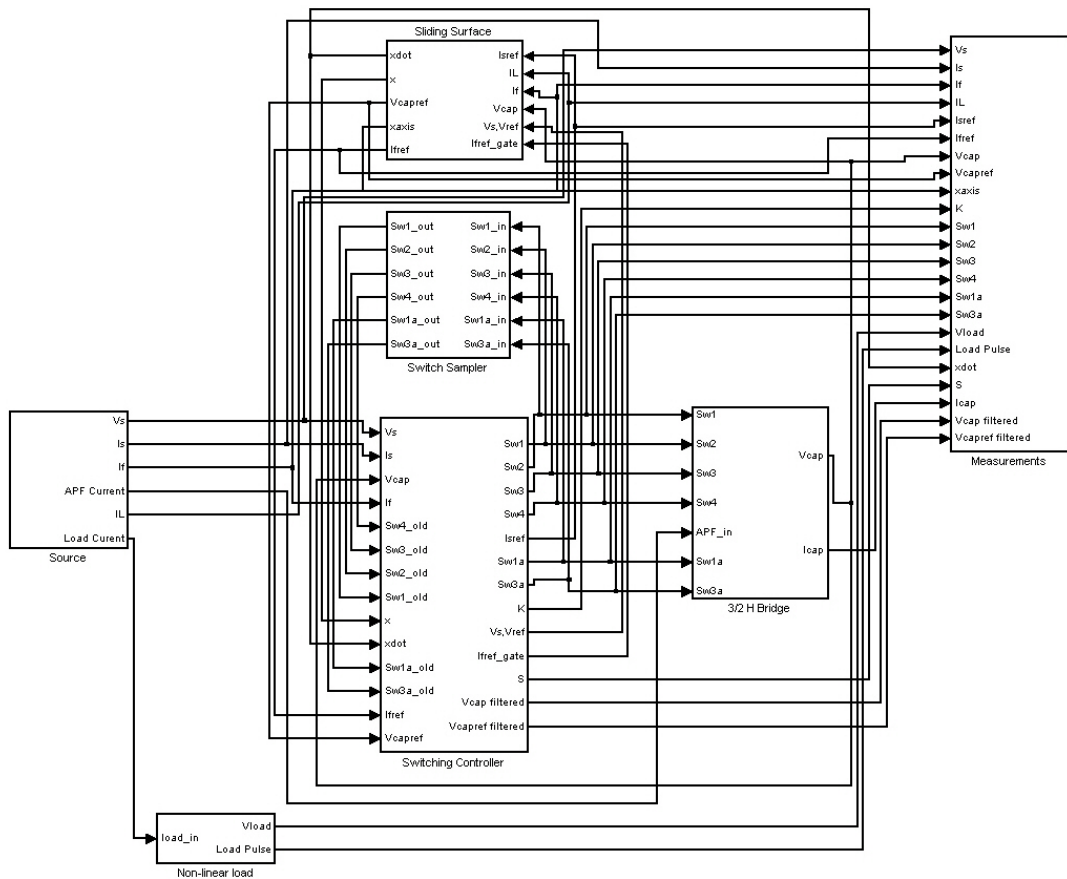 Sliding Surface
xdot
x
Vcapref
xaxis
Ifref
Isref
IL
If
Vcap
Vs,Vref
Ifref_gate
Sw1_out
Sw2_out
Sw3_out
Sw4_out
Sw1a_out
Sw3a_out
Sw1_in
Sw2_in
Sw3_in
Sw4_in
Sw1a_in
Sw3a_in
Switch Sampler
Vs
Is
If
APF Current
IL
Load Current
Source
Vs
Is
Vcap
If
Sw4_old
Sw3_old
Sw2_old
Sw1_old
x
xdot
Sw1a_old
Sw3a_old
Ifref
Vcapref
Sw1
Sw2
Sw3
Sw4
Isref
Sw1a
Sw3a
K
Vs,Vref
Ifref_gate
S
Vcap filtered
Vcapref filtered
Switching Controller
Sw1
Sw2
Sw3
Sw4
APF_in
Sw1a
Sw3a
Vcap
Icap
3/2 H Bridge
Vs
Is
If
IL
Isref
Ifref
Vcap
Vcapref
xaxis
K
Sw1
Sw2
Sw3
Sw4
Sw1a
Sw3a
Vload
Load Pulse
xdot
S
Icap
Vcap filtered
Vcapref filtered
Measurements
load_in
Vload
Load Pulse
Non-linear load